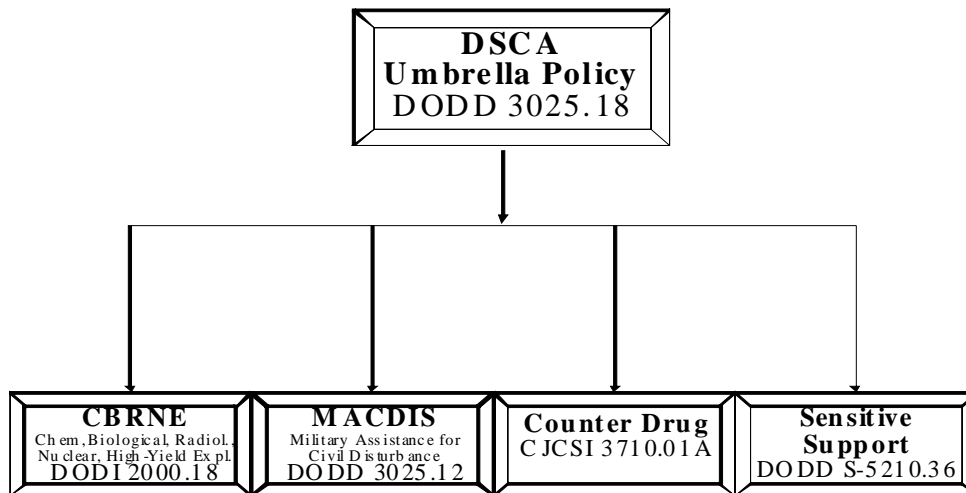 DSCA
Umbrella Policy
DODD 3025.18
CBRNE
Chem, Biological, Radiol.,
Nuclear, High-Yield Expl.
DODI 2000.18
MACDIS
Military Assistance for
Civil Disturbance
DODD 3025.12
Counter Drug
CJCSI 3710.01A
Sensitive
Support
DODD S-5210.36